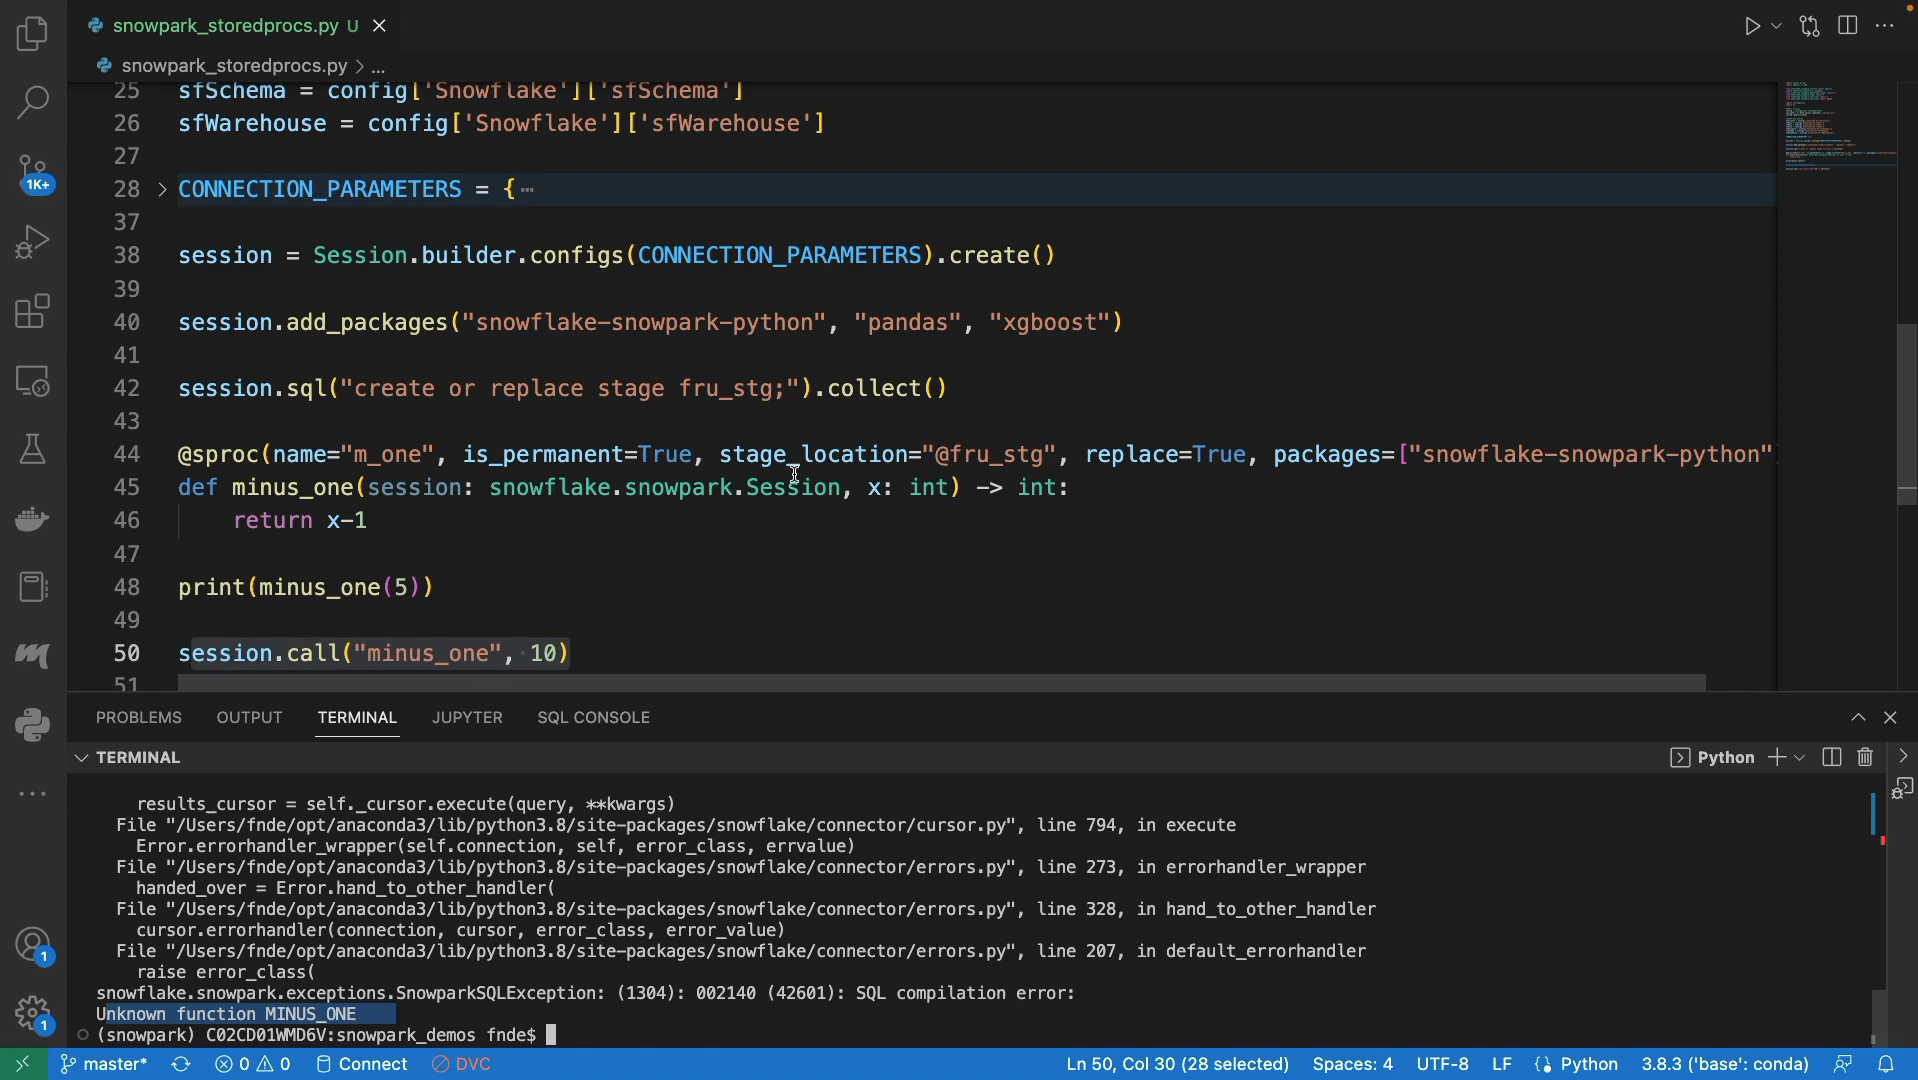 snowpark_storedprocs.py U
snowpark_storedprocs.py > ...
25 sfSchema = config['Snowflake']['sfSchema']
26 sfWarehouse = config['Snowflake']['sfWarehouse']
27
28 > CONNECTION_PARAMETERS = { ⋯
37
38 session = Session.builder.configs(CONNECTION_PARAMETERS).create()
39
40 session.add_packages("snowflake-snowpark-python", "pandas", "xgboost")
41
42 session.sql("create or replace stage fru_stg;").collect()
43
44 @sproc(name="m_one", is_permanent=True, stage_location="@fru_stg", replace=True, packages=["snowflake-snowpark-python"]
45 def minus_one(session: snowflake.snowpark.Session, x: int) -> int:
46 return x-1
47
48 print(minus_one(5))
49
50 session.call("minus_one", 10)
51
1K+
PROBLEMS OUTPUT TERMINAL JUPYTER SQL CONSOLE
TERMINAL
Python
results_cursor = self._cursor.execute(query, **kwargs)
File "/Users/fnde/opt/anaconda3/lib/python3.8/site-packages/snowflake/connector/cursor.py", line 794, in execute
Error.errorhandler_wrapper(self.connection, self, error_class, errvalue)
File "/Users/fnde/opt/anaconda3/lib/python3.8/site-packages/snowflake/connector/errors.py", line 273, in errorhandler_wrapper
handed_over = Error.hand_to_other_handler(
File "/Users/fnde/opt/anaconda3/lib/python3.8/site-packages/snowflake/connector/errors.py", line 328, in hand_to_other_handler
cursor.errorhandler(connection, cursor, error_class, error_value)
File "/Users/fnde/opt/anaconda3/lib/python3.8/site-packages/snowflake/connector/errors.py", line 207, in default_errorhandler
raise error_class(
snowflake.snowpark.exceptions.SnowparkSQLException: (1304): 002140 (42601): SQL compilation error:
Unknown function MINUS_ONE
(snowpark) C02CD01WMD6V:snowpark_demos fnde$
1
1
master* 0 0 Connect DVC Ln 50, Col 30 (28 selected) Spaces: 4 UTF-8 LF Python 3.8.3 ('base': conda)